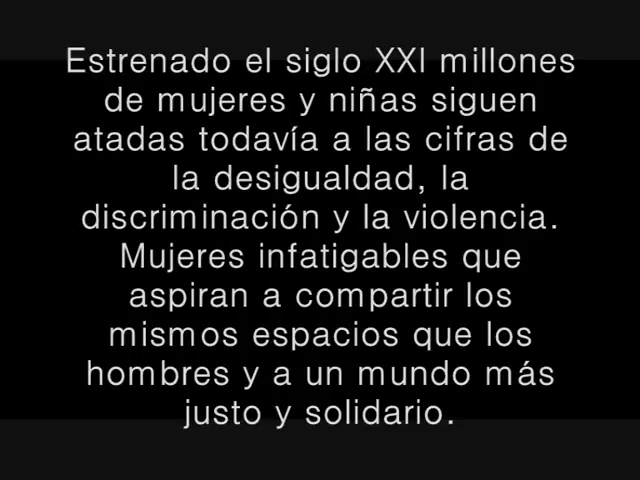 Estrenado el siglo XXI millones
de mujeres y niñas siguen
atadas todavía a las cifras de
la desigualdad, la
discriminación y la violencia.
Mujeres infatigables que
aspiran a compartir los
mismos espacios que los
hombres y a un mundo más
justo y solidario.